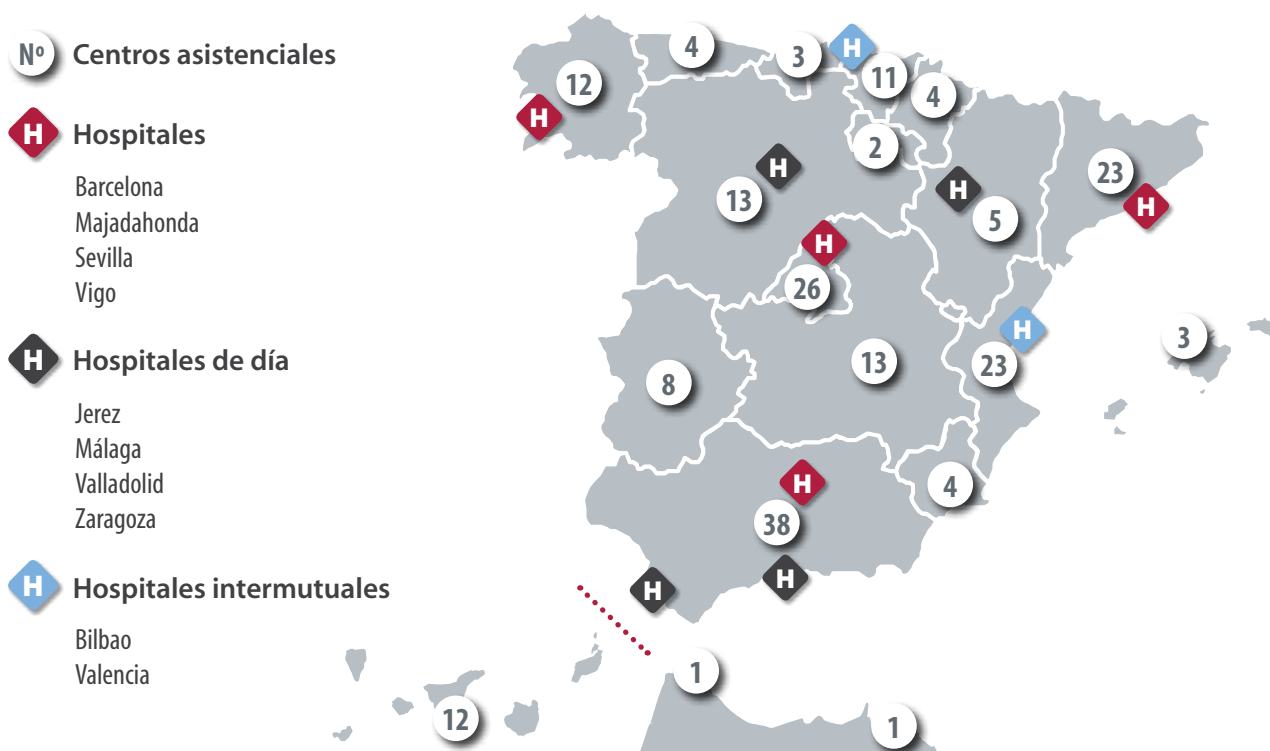 Nº Centros asistenciales
H Hospitales
Barcelona
Majadahonda
Sevilla
Vigo
H Hospitales de día
Jerez
Málaga
Valladolid
Zaragoza
H Hospitales intermutuales
Bilbao
Valencia
4
3
H
12
11
4
H
2
H
13
H
5
23
H
H
26
H
3
8
13
23
H
4
38
H
H
1
12
1